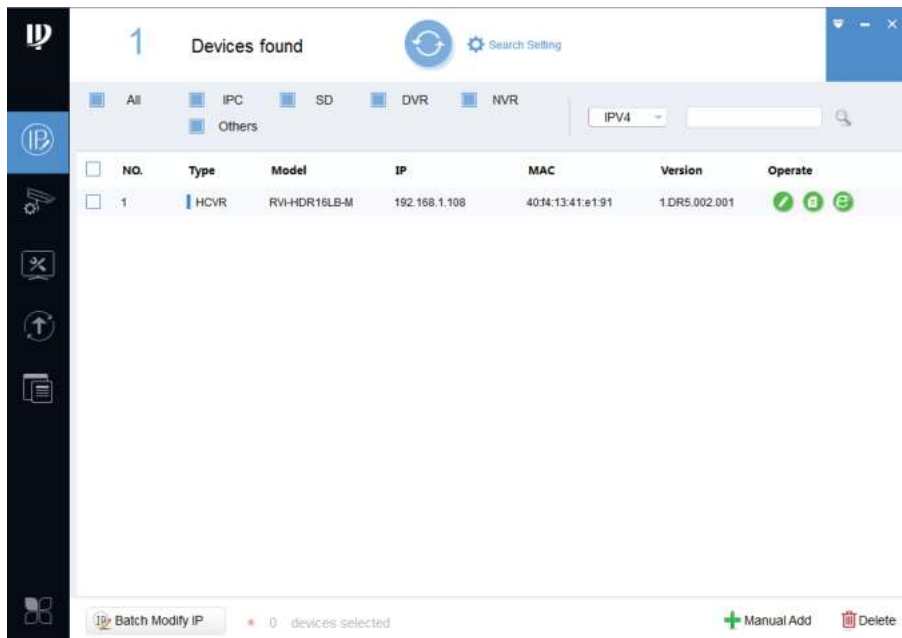 1 Devices found Search Setting
All IPC SD DVR NVR
Others
IPV4
NO. Type Model IP MAC Version Operate
1 HCVR RVi-HDR16LB-M 192.168.1.108 40:f4:13:41:e1:91 1.DR5.002.001
Batch Modify IP 0 devices selected Manual Add Delete